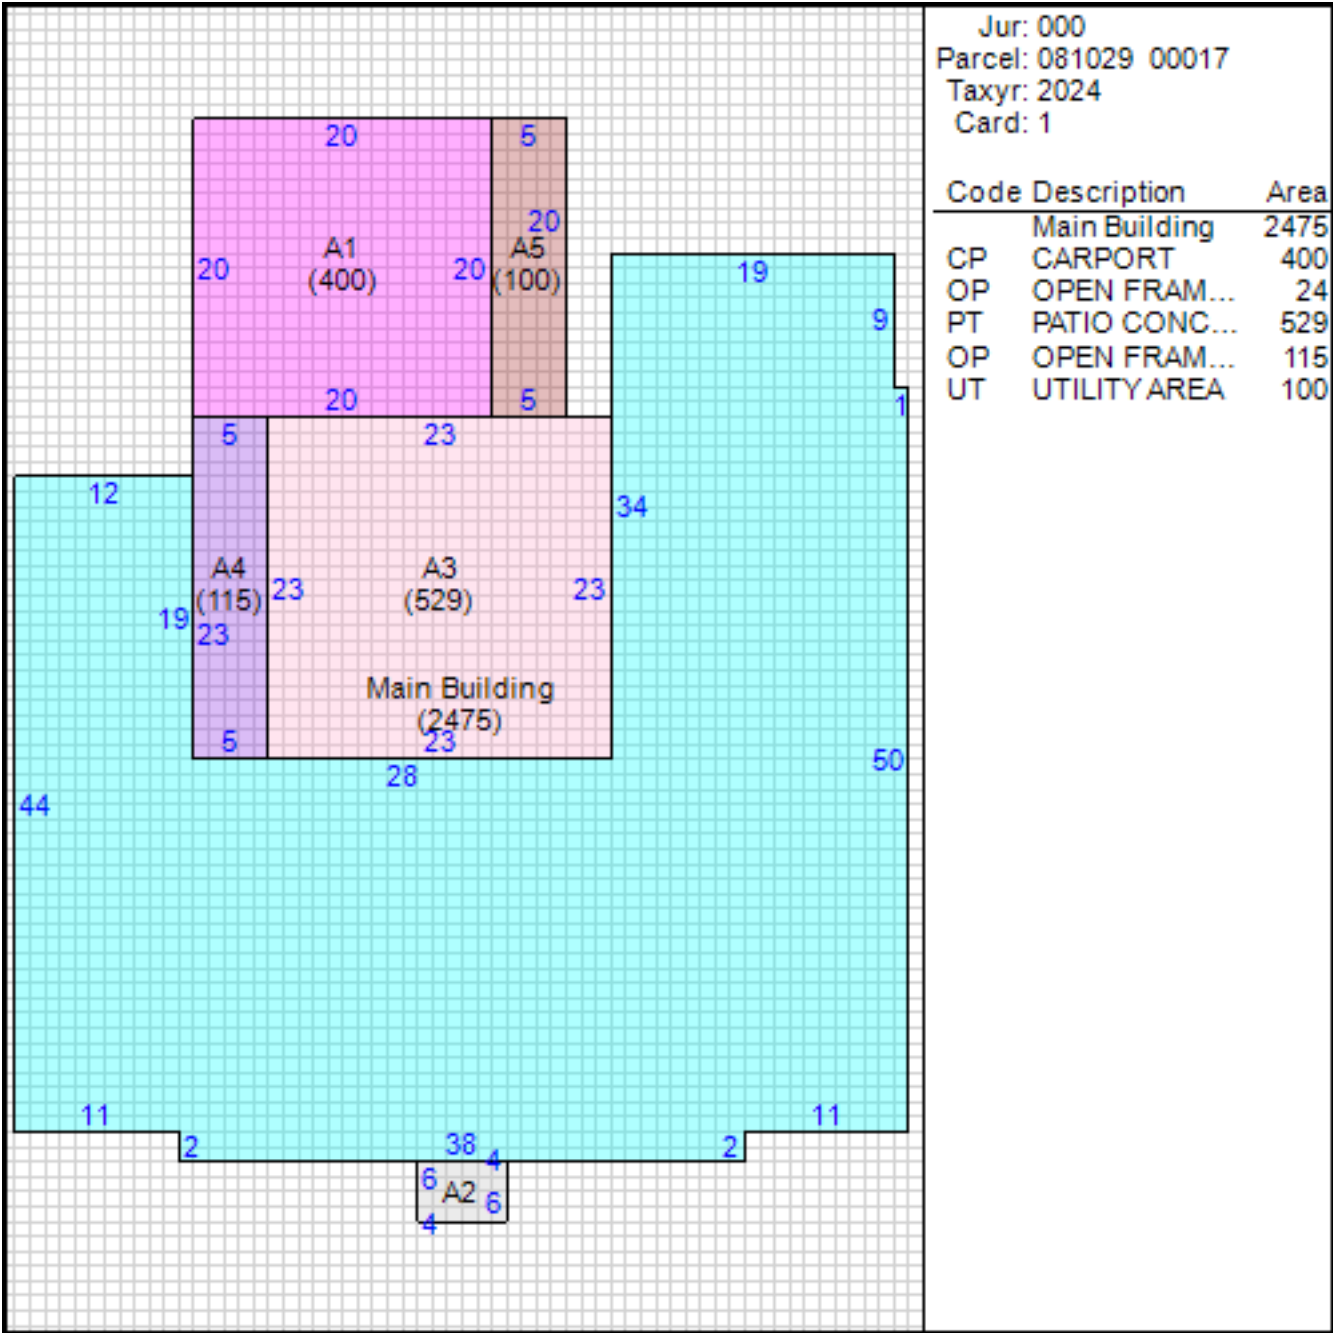 Jur: 000
Parcel: 081029 00017
Taxyr: 2024
Card: 1
Code Description Area
Main Building 2475
CP CARPORT 400
OP OPEN FRAM... 24
PT PATIO CONC... 529
OP OPEN FRAM... 115
UT UTILITY AREA 100
20 5
20
A1 A5
20 20
(400) (100)
19
9
20 5
1
5 23
12
34
A4 A3
23 23
(115) (529)
19
23
Main Building
(2475)
5 23
28
50
44
11 11
2 38 2
4
6
A2 6
4